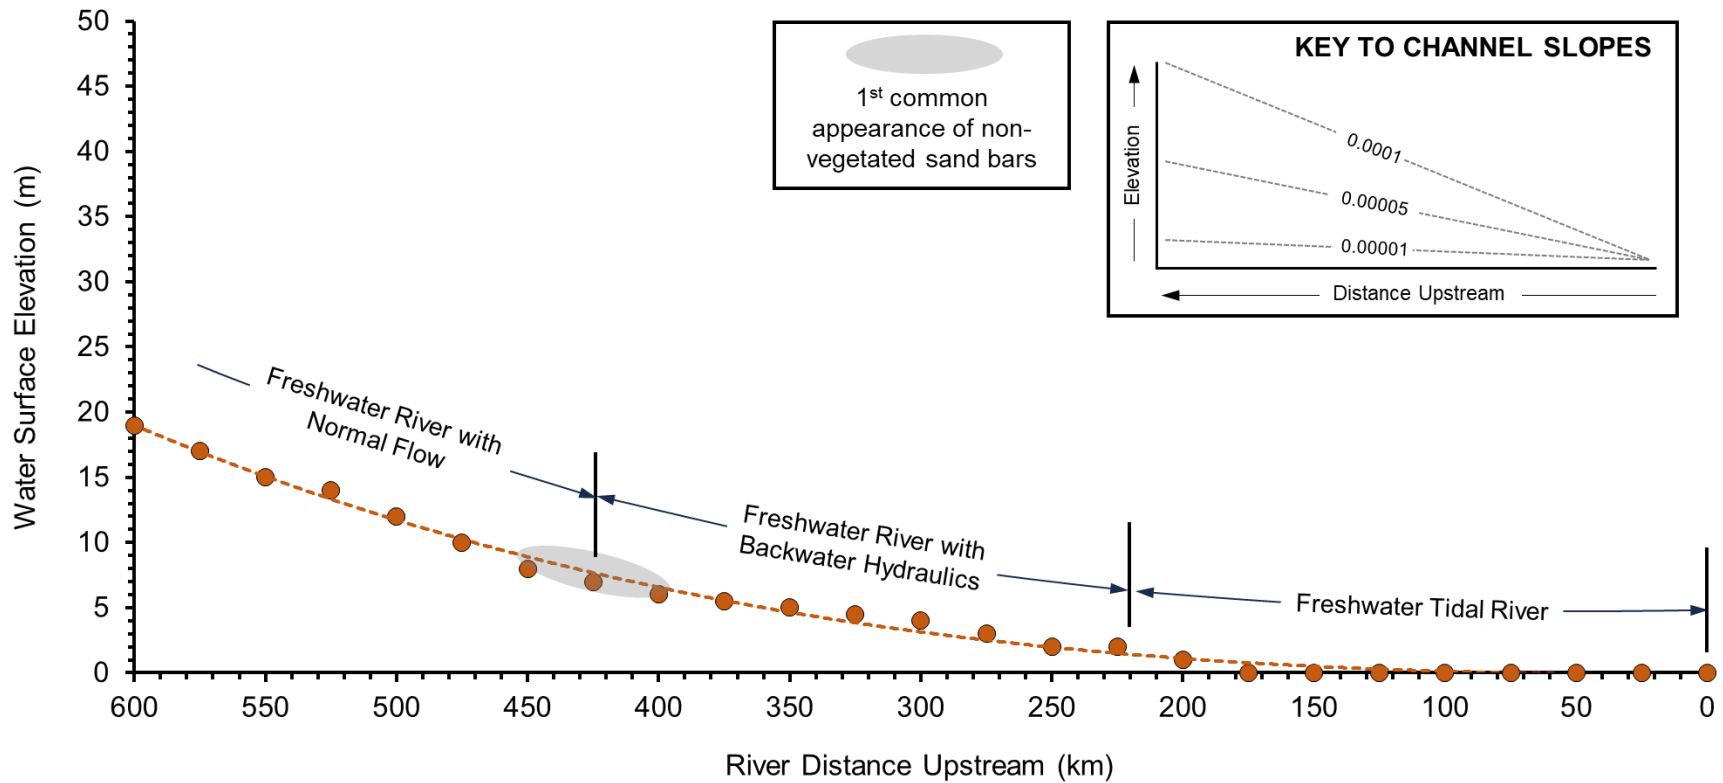 50
45
40
35
30
25
20
15
10
5
0
Water Surface Elevation (m)
1st common
appearance of non-
vegetated sand bars
KEY TO CHANNEL SLOPES
Elevation
0.0001
0.00005
0.00001
Distance Upstream
Freshwater River with
Normal Flow
Freshwater River with
Backwater Hydraulics
Freshwater Tidal River
600 550 500 450 400 350 300 250 200 150 100 50 0
River Distance Upstream (km)